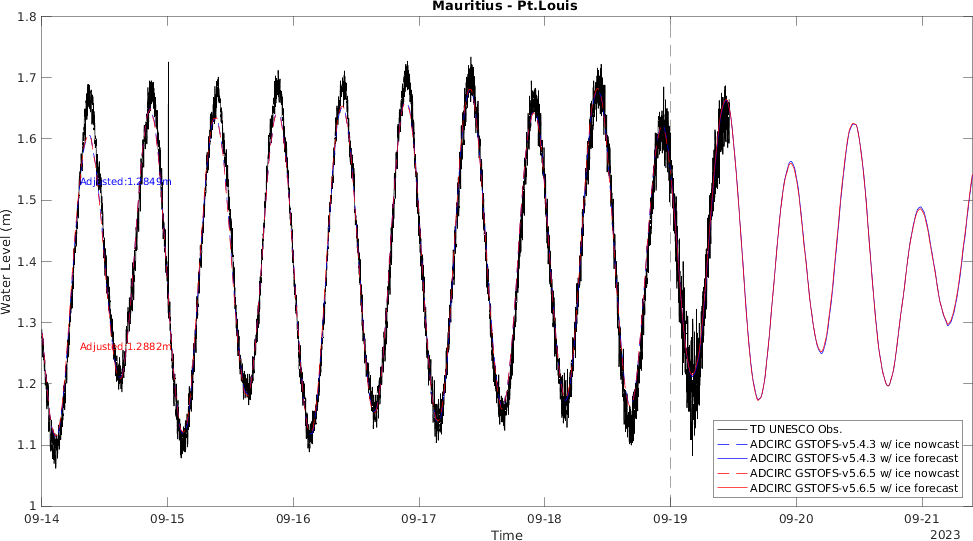 Mauritius - Pt.Louis
1.8
1.7
1.6
1.5
1.4
1.3
1.2
1.1
1
Water Level (m)
Adjusted:1.2849m
Adjusted:1.2882m
TD UNESCO Obs.
ADCIRC GSTOFS-v5.4.3 w/ ice nowcast
ADCIRC GSTOFS-v5.4.3 w/ ice forecast
ADCIRC GSTOFS-v5.6.5 w/ ice nowcast
ADCIRC GSTOFS-v5.6.5 w/ ice forecast
09-14 09-15 09-16 09-17 09-18 09-19 09-20 09-21
Time
2023